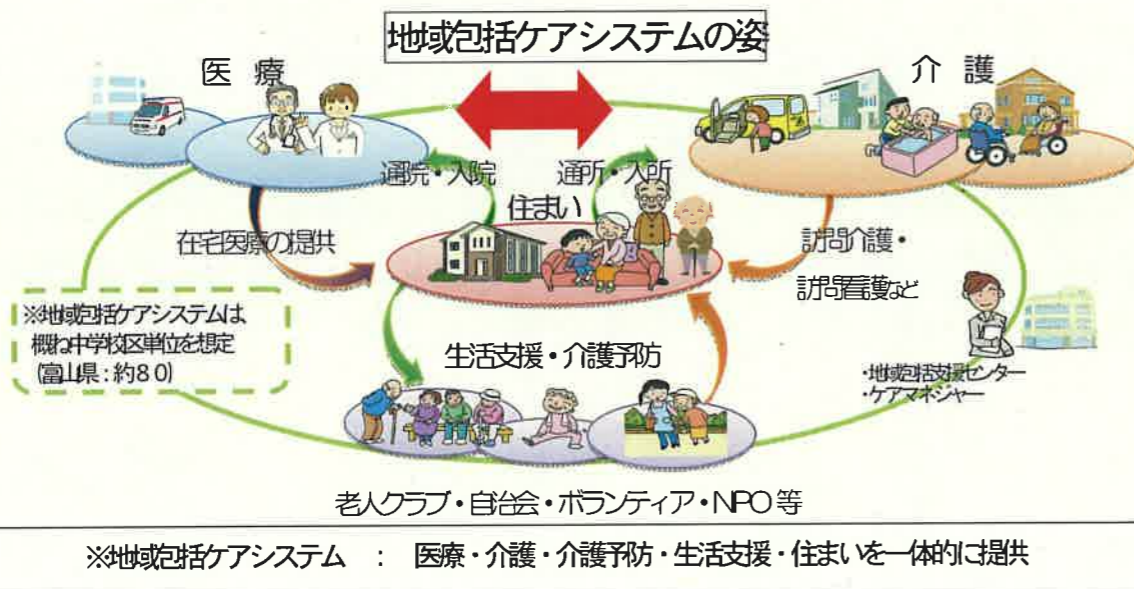 地域包括ケアシステムの姿
医 療
介 護
通院・入院
通所・入所
住まい
在宅医療の提供
訪問介護・
訪問看護など
※地域包括ケアシステムは、
概ね中学校区単位を想定
(富山県:約80)
生活支援・介護予防
・地域包括支援センター
・ケアマネジャー
老人クラブ・自治会・ボランティア・NPO 等
※地域包括ケアシステム : 医療・介護・介護予防・生活支援・住まいを一体的に提供